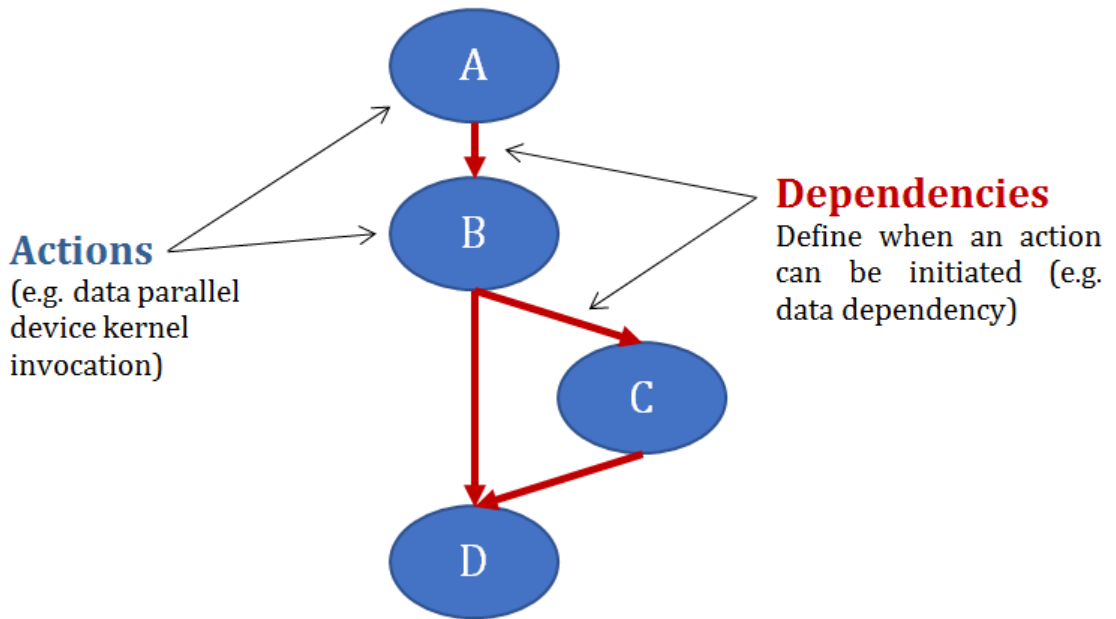 A
B
Dependencies
Define when an action
can be initiated (e.g.
data dependency)
Actions
(e.g. data parallel
device kernel
invocation)
C
D